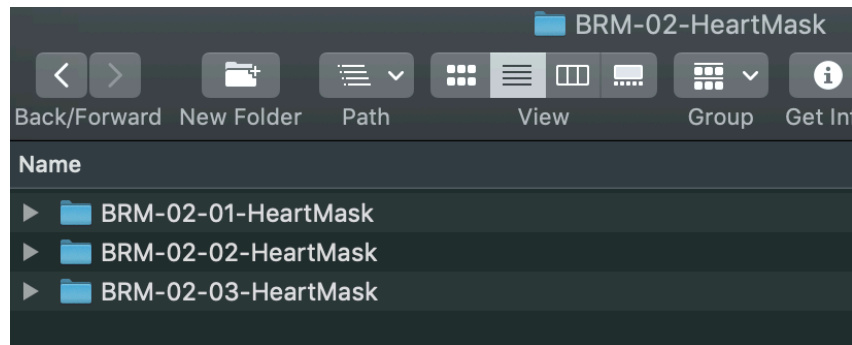 BRM-02-HeartMask
Back/Forward New Folder Path View Group Get In
Name
BRM-02-01-HeartMask
BRM-02-02-HeartMask
BRM-02-03-HeartMask